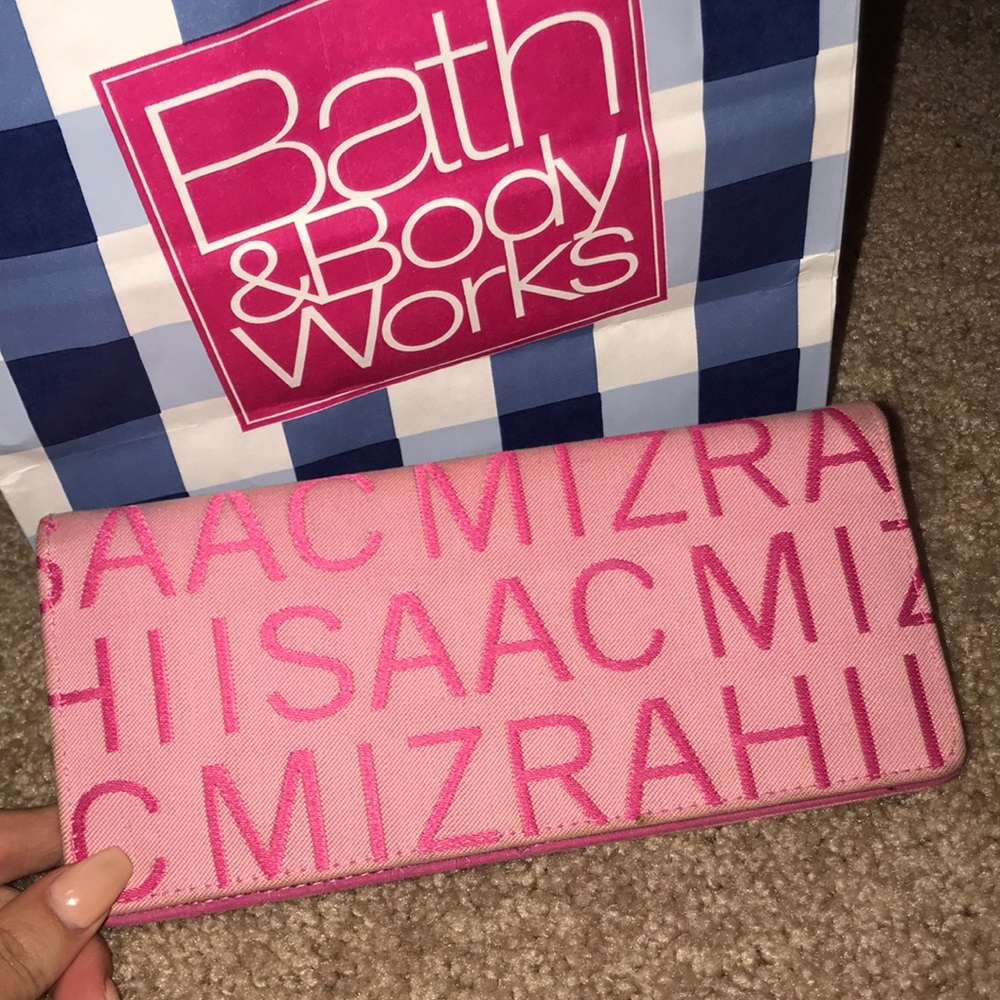 Bath
& Body
Works
SAAC MIZRA
HI ISAAC MIZ
C MIZRAHI I